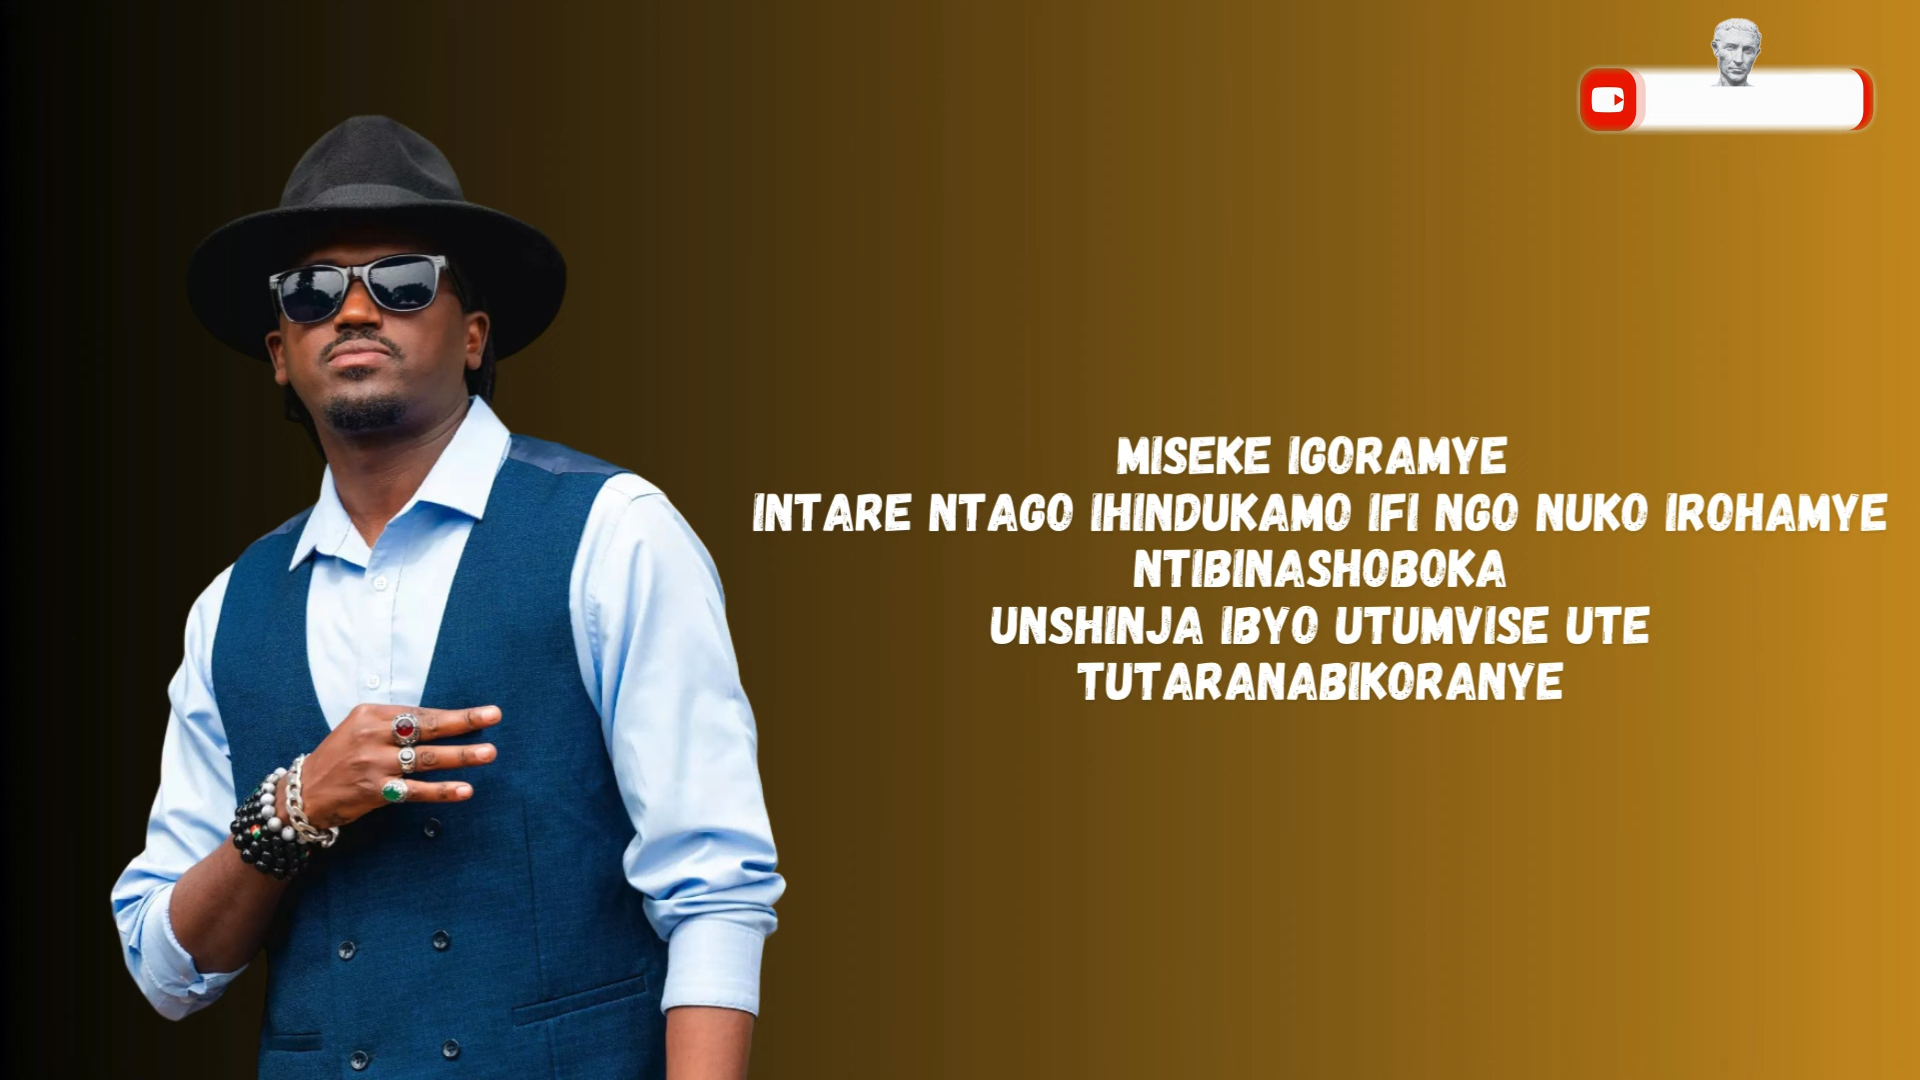 MISEKE IGORAMYE
INTARE NTAGO IHINDUKAMO IFI NGO NUKO IROHAMYE
NTIBINASHOBOKA
UNSHINJA IBYO UTUMVISE UTE
TUTARANABIKORANYE